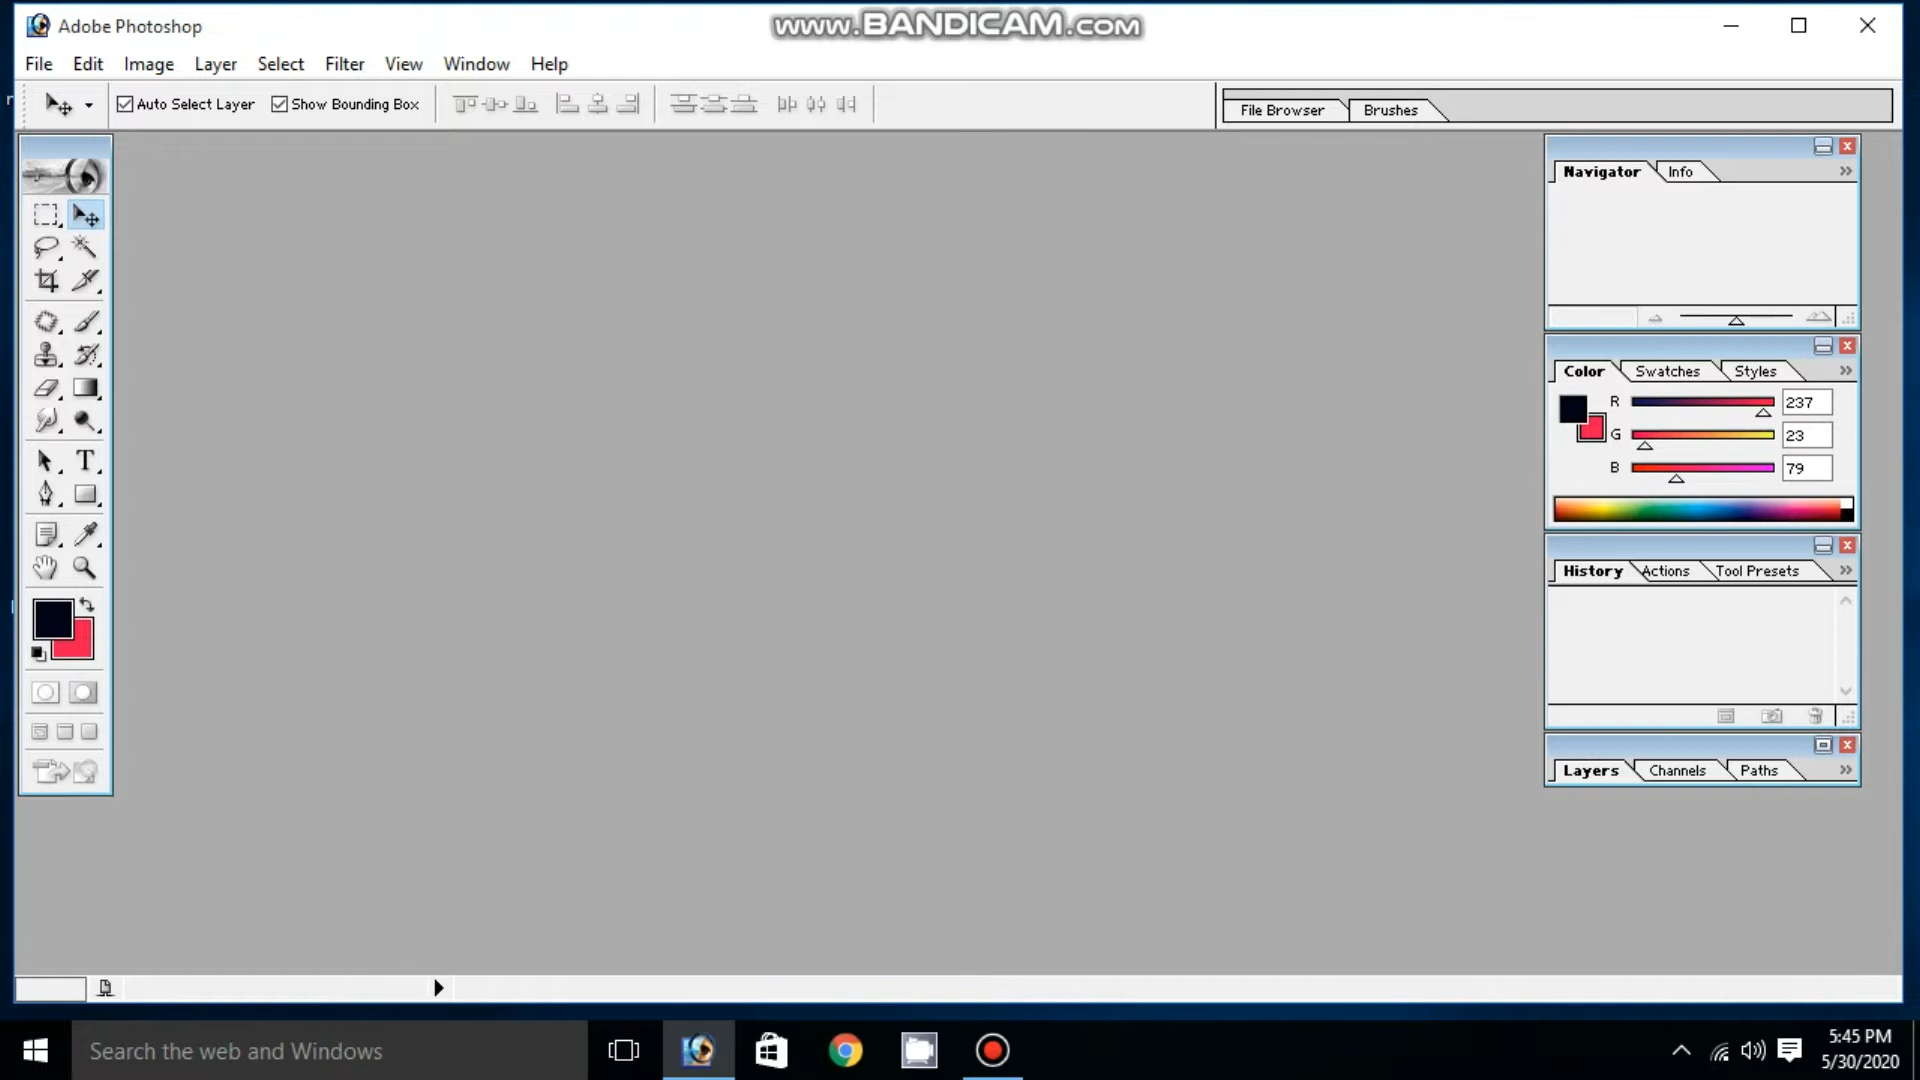 Adobe Photoshop
www.BANDICAM.com
File Edit Image Layer Select Filter View Window Help
Auto Select Layer Show Bounding Box
File Browser Brushes
Navigator Info
Color Swatches Styles
R 237
G 23
B 79
T
History Actions Tool Presets
Layers Channels Paths
Search the web and Windows
5:45 PM
5/30/2020